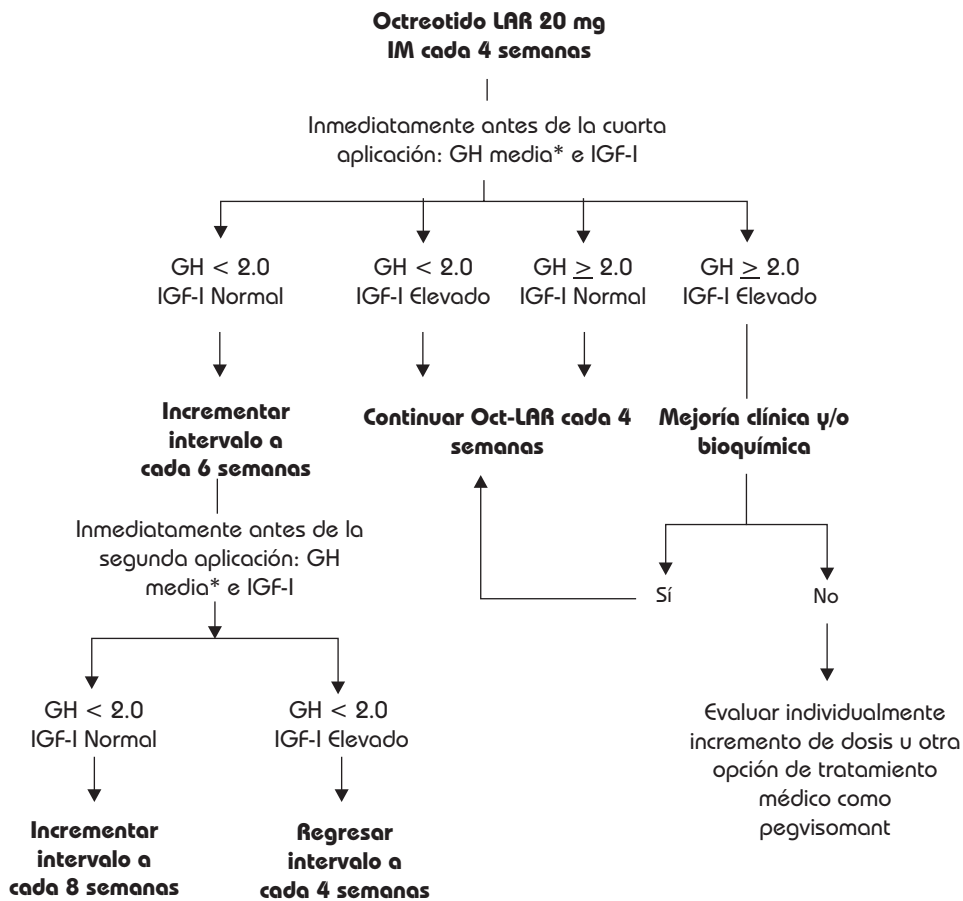 Octreotido LAR 20 mg
IM cada 4 semanas
Inmediatamente antes de la cuarta
aplicación: GH media* e IGF-I
GH < 2.0
IGF-I Normal
GH < 2.0
IGF-I Elevado
GH ≥ 2.0
IGF-I Normal
GH ≥ 2.0
IGF-I Elevado
Incrementar
intervalo a
cada 6 semanas
Continuar Oct-LAR cada 4
semanas
Mejoría clínica y/o
bioquímica
Inmediatamente antes de la
segunda aplicación: GH
media* e IGF-I
Sí
No
GH < 2.0
IGF-I Normal
GH < 2.0
IGF-I Elevado
Evaluar individualmente
incremento de dosis u otra
opción de tratamiento
médico como
pegvisomant
Incrementar
intervalo a
cada 8 semanas
Regresar
intervalo a
cada 4 semanas